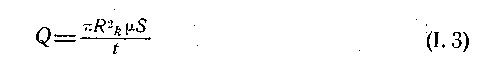 Q = πR²ₖμS / t (I. 3)